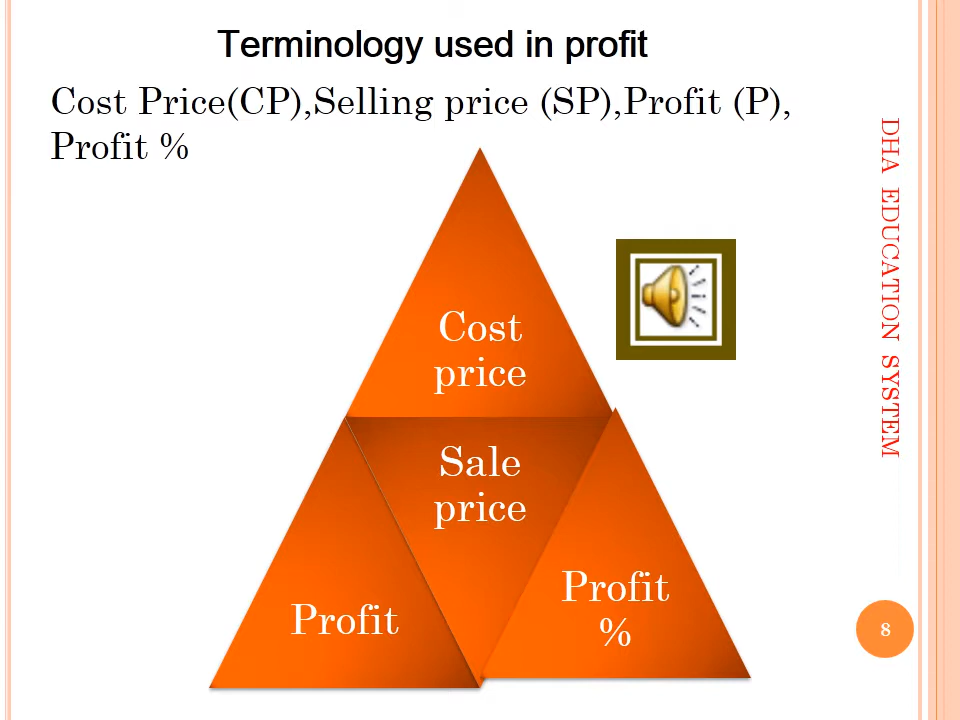 Terminology used in profit
Cost Price(CP),Selling price (SP),Profit (P),
Profit %
Cost
price
Sale
price
Profit
Profit
%
DHA EDUCATION SYSTEM
8